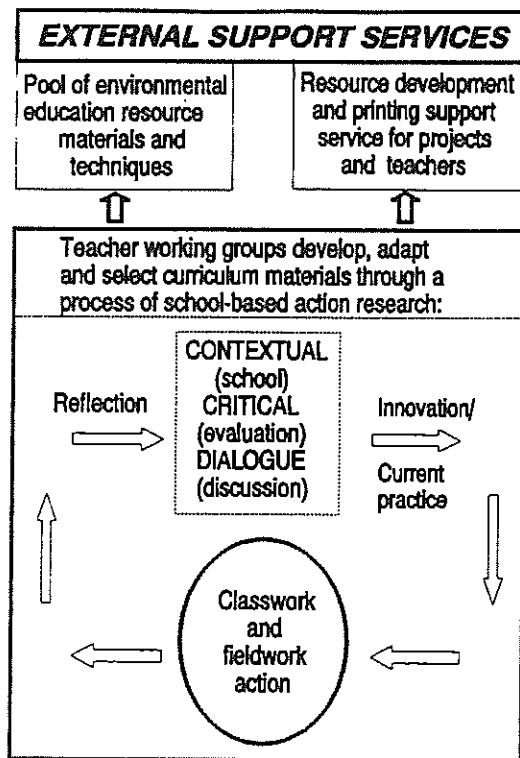 EXTERNAL SUPPORT SERVICES
Pool of environmental
education resource
materials and
techniques
Resource development
and printing support
service for projects
and teachers
Teacher working groups develop, adapt
and select curriculum materials through a
process of school-based action research:
CONTEXTUAL
(school)
CRITICAL
(evaluation)
DIALOGUE
(discussion)
Reflection
Innovation/
Current
practice
Classwork
and
fieldwork
action